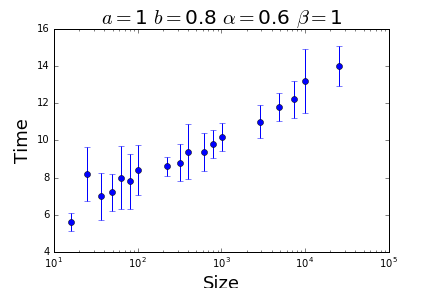 a = 1 b = 0.8 α = 0.6 β = 1
16
14
12
10
8
6
4
Time
10¹ 10² 10³ 10⁴ 10⁵
Size